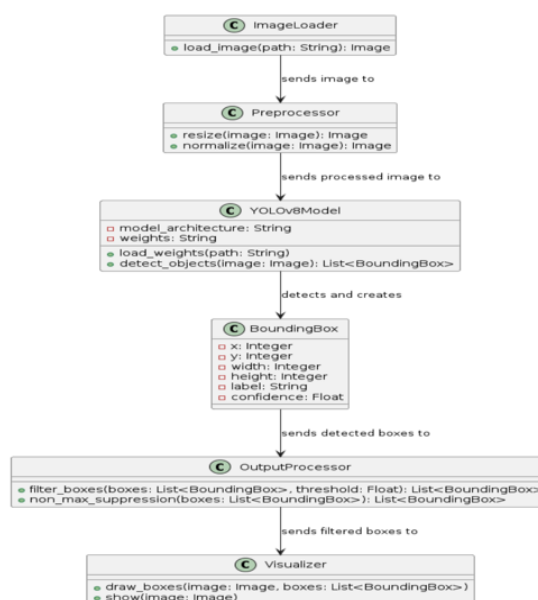 C ImageLoader
load_image(path: String): Image
sends image to
C Preprocessor
resize(image: Image): Image
normalize(image: Image): Image
sends processed image to
C YOLOv8Model
model_architecture: String
weights: String
load_weights(path: String)
detect_objects(image: Image): List<BoundingBox>
detects and creates
C BoundingBox
x: Integer
y: Integer
width: Integer
height: Integer
label: String
confidence: Float
sends detected boxes to
C OutputProcessor
filter_boxes(boxes: List<BoundingBox>, threshold: Float): List<BoundingBox>
non_max_suppression(boxes: List<BoundingBox>): List<BoundingBox>
sends filtered boxes to
C Visualizer
draw_boxes(image: Image, boxes: List<BoundingBox>)
show(image: Image)